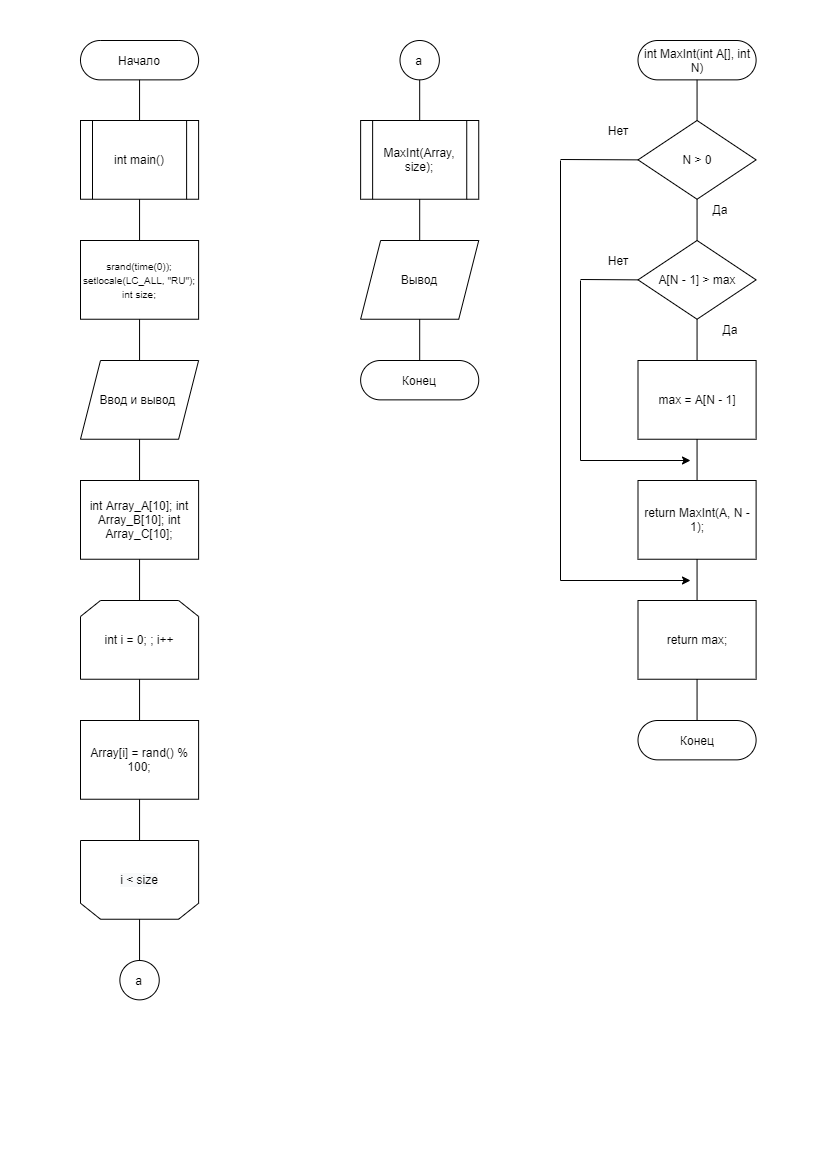 Начало
int main()
srand(time(0));
setlocale(LC_ALL, "RU");
int size;
Ввод и вывод
int Array_A[10]; int
Array_B[10]; int
Array_C[10];
int i = 0; ; i++
Array[i] = rand() %
100;
i < size
a
a
MaxInt(Array,
size);
Вывод
Конец
int MaxInt(int A[], int
N)
Нет
N > 0
Да
Нет
A[N - 1] > max
Да
max = A[N - 1]
return MaxInt(A, N -
1);
return max;
Конец